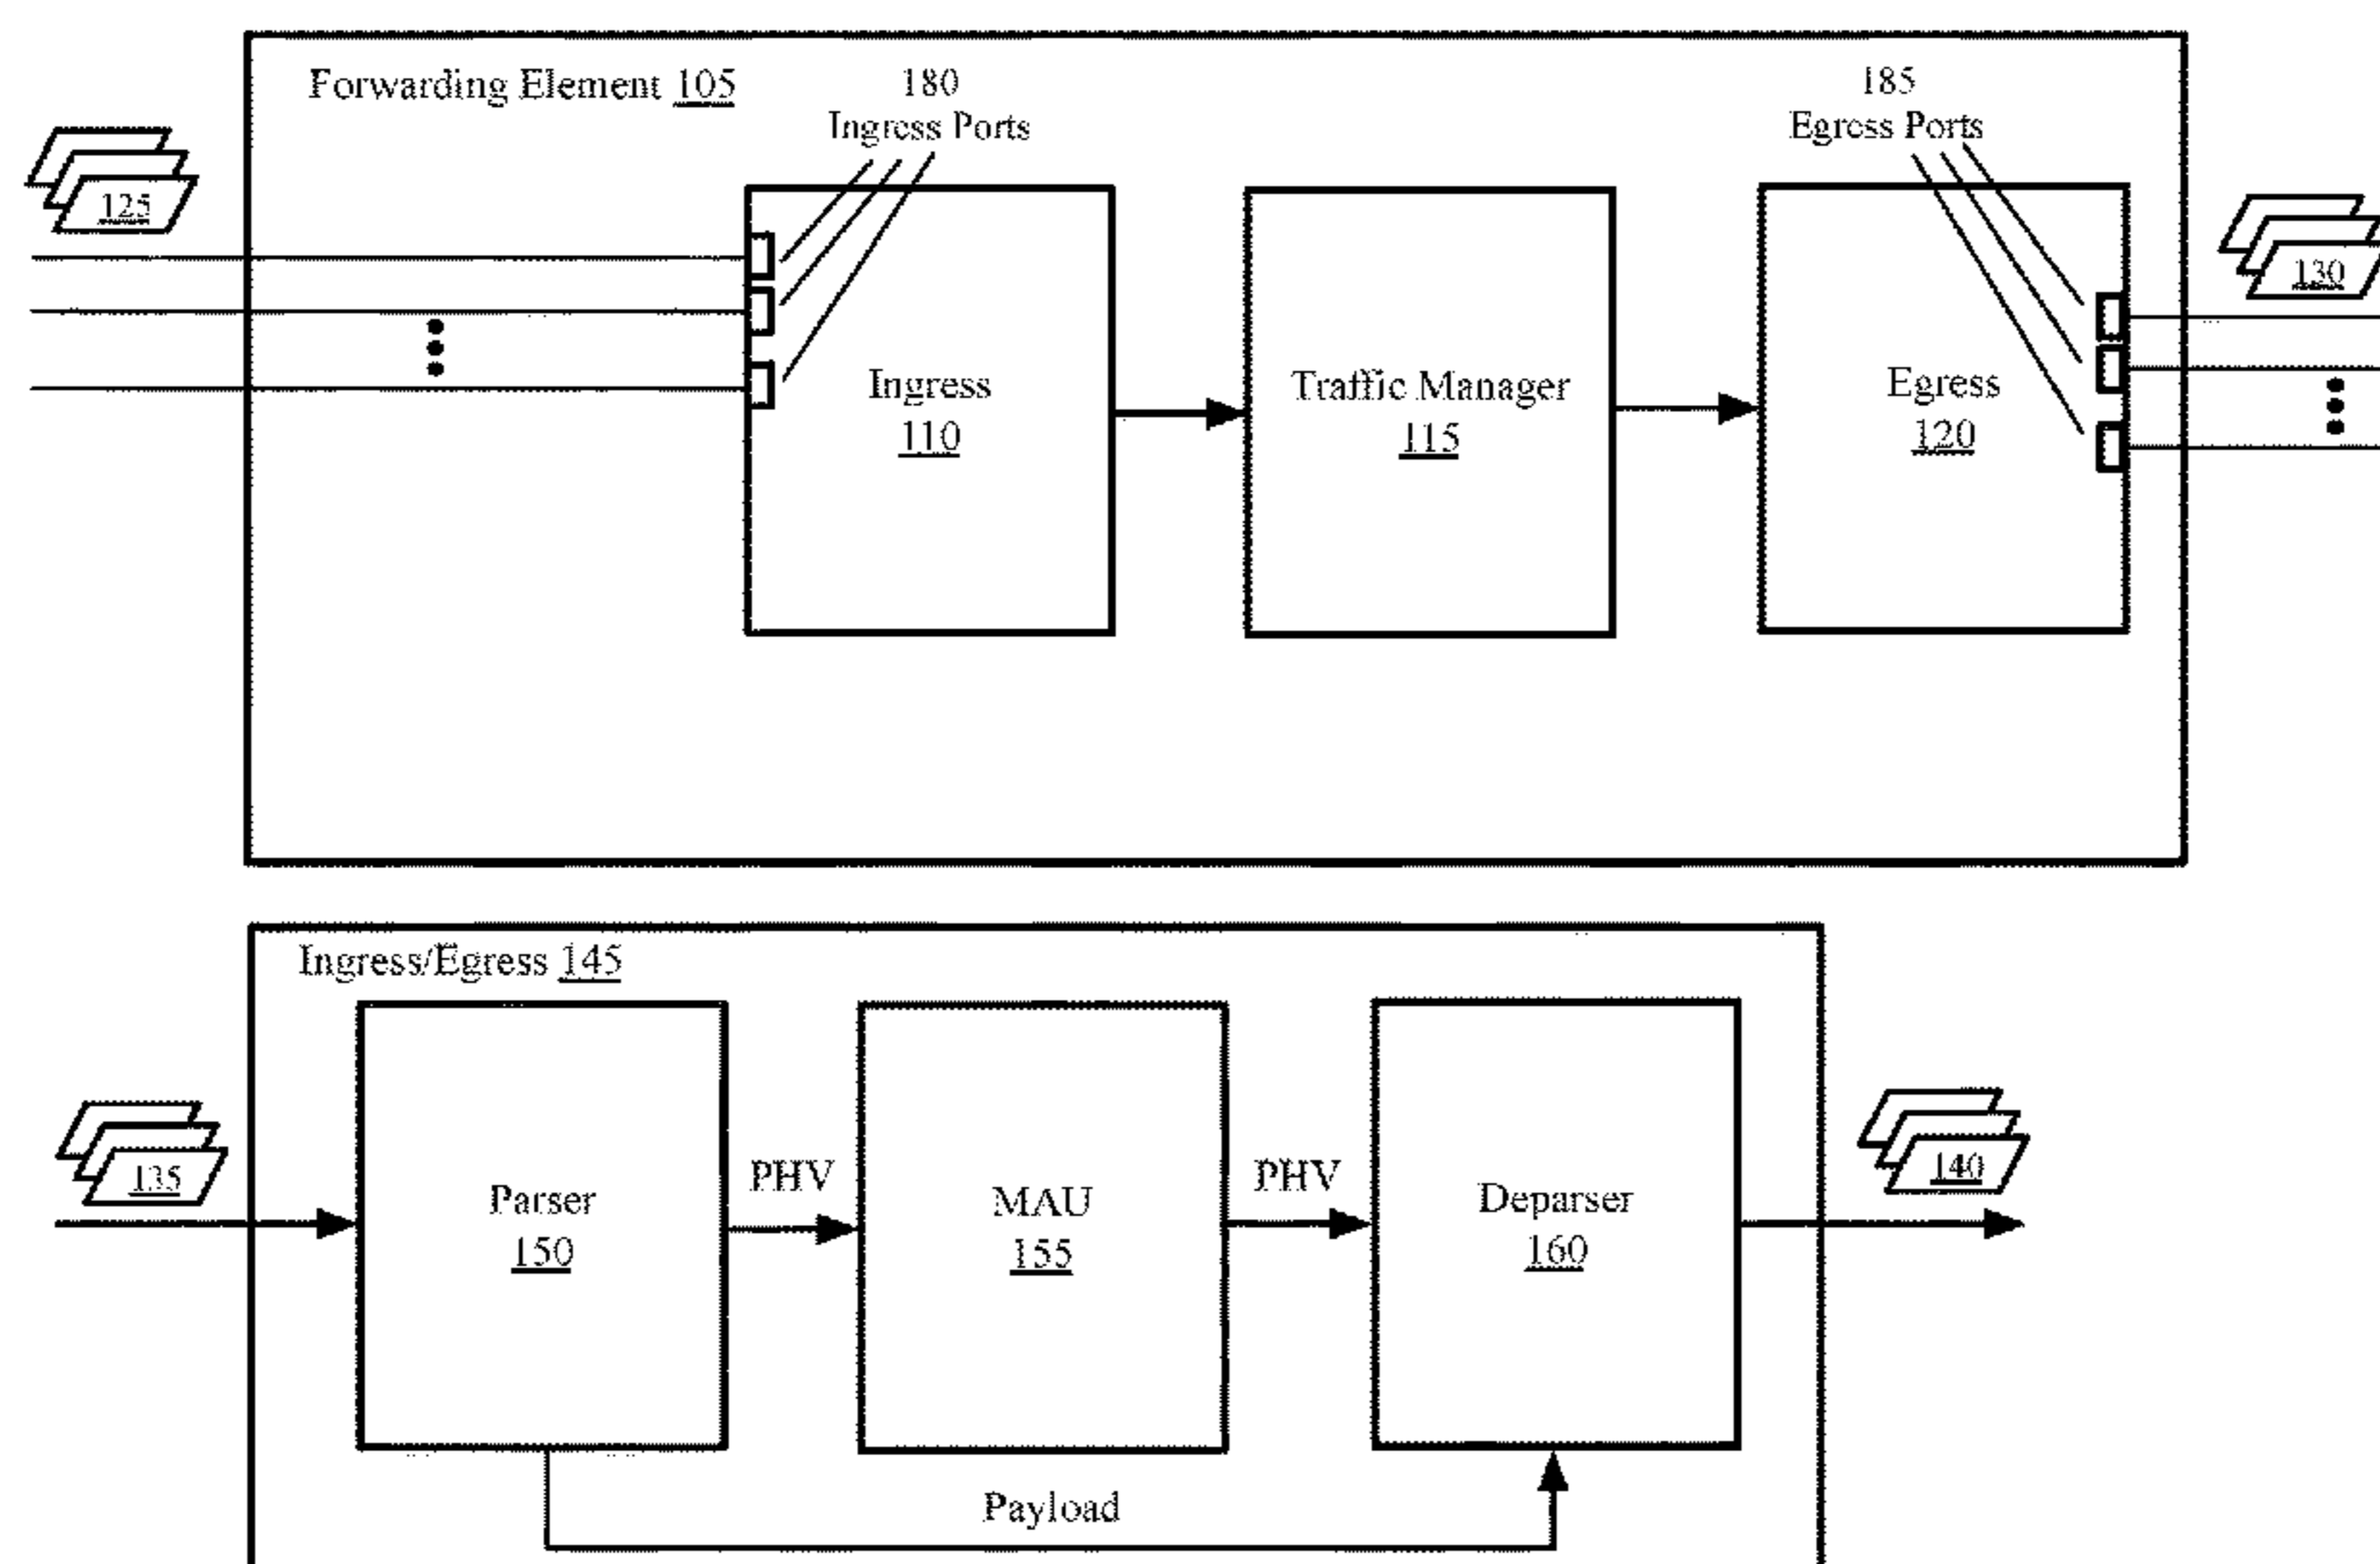 Forwarding Element 105
180
Ingress Ports
185
Egress Ports
125
130
Ingress
110
Traffic Manager
115
Egress
120
Ingress/Egress 145
135
140
Parser
150
PHV
MAU
155
PHV
Deparser
160
Payload